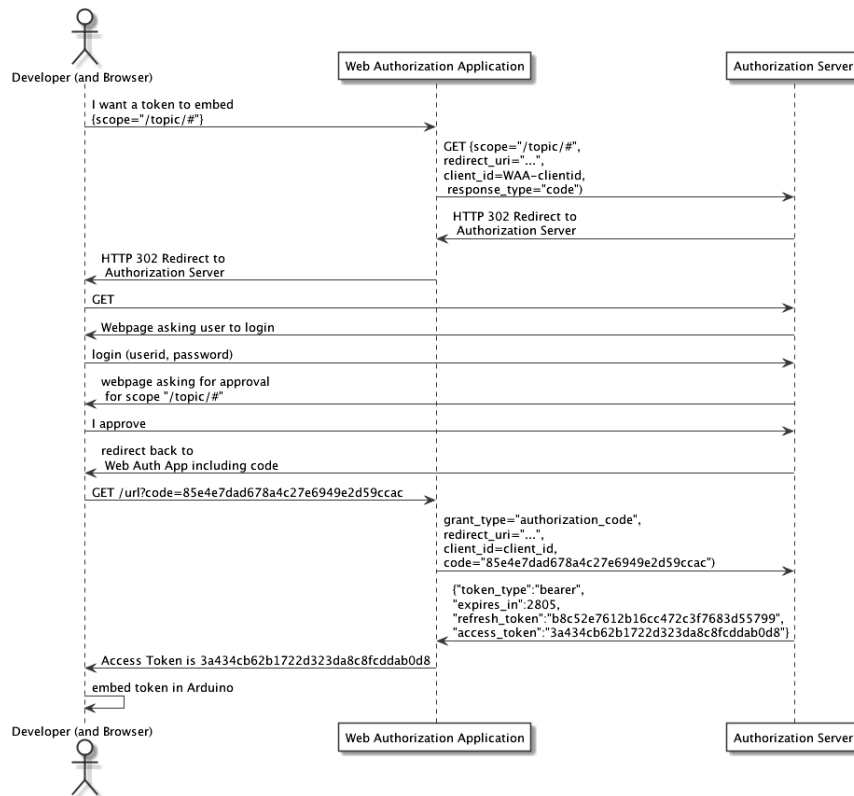 Developer (and Browser)
Web Authorization Application
Authorization Server
I want a token to embed
{scope="/topic/#"}
GET {scope="/topic/#",
redirect_uri="...",
client_id=WAA-clientid,
response_type="code")
HTTP 302 Redirect to
Authorization Server
HTTP 302 Redirect to
Authorization Server
GET
Webpage asking user to login
login (userid, password)
webpage asking for approval
for scope "/topic/#"
I approve
redirect back to
Web Auth App including code
GET /url?code=85e4e7dad678a4c27e6949e2d59ccac
grant_type="authorization_code",
redirect_uri="...",
client_id=client_id,
code="85e4e7dad678a4c27e6949e2d59ccac")
{"token_type":"bearer",
"expires_in":2805,
"refresh_token":"b8c52e7612b16cc472c3f7683d55799",
"access_token":"3a434cb62b1722d323da8c8fcddab0d8"}
Access Token is 3a434cb62b1722d323da8c8fcddab0d8
embed token in Arduino
Developer (and Browser)
Web Authorization Application
Authorization Server